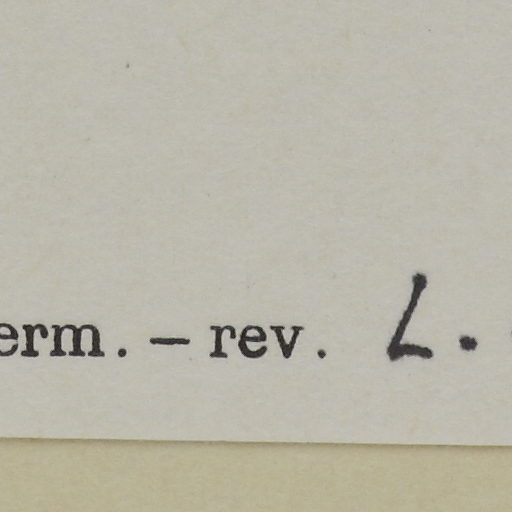 erm. – rev. L.